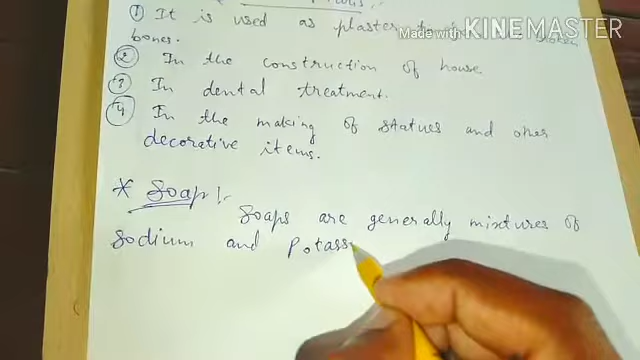 ① It is used as plaster
Made with KINEMASTER
bones.
② In the construction of house
③ In dental treatment.
④ In the making of statues and other
decorative items.
* Soap :-
Soaps are generally mixtures of
Sodium and Potass